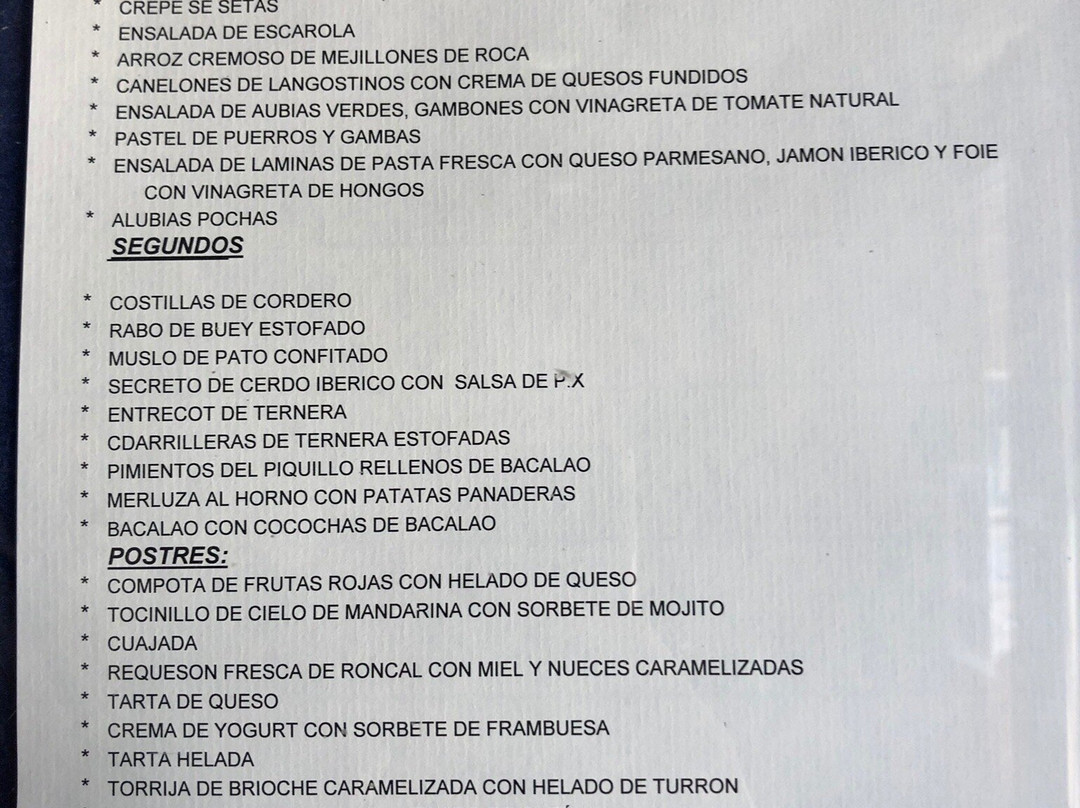 * CREPE SE SETAS
* ENSALADA DE ESCAROLA
* ARROZ CREMOSO DE MEJILLONES DE ROCA
* CANELONES DE LANGOSTINOS CON CREMA DE QUESOS FUNDIDOS
* ENSALADA DE AUBIAS VERDES, GAMBONES CON VINAGRETA DE TOMATE NATURAL
* PASTEL DE PUERROS Y GAMBAS
* ENSALADA DE LAMINAS DE PASTA FRESCA CON QUESO PARMESANO, JAMON IBERICO Y FOIE
CON VINAGRETA DE HONGOS
* ALUBIAS POCHAS
SEGUNDOS
* COSTILLAS DE CORDERO
* RABO DE BUEY ESTOFADO
* MUSLO DE PATO CONFITADO
* SECRETO DE CERDO IBERICO CON SALSA DE P.X
* ENTRECOT DE TERNERA
* CDARRILLERAS DE TERNERA ESTOFADAS
* PIMIENTOS DEL PIQUILLO RELLENOS DE BACALAO
* MERLUZA AL HORNO CON PATATAS PANADERAS
* BACALAO CON COCOCHAS DE BACALAO
POSTRES:
* COMPOTA DE FRUTAS ROJAS CON HELADO DE QUESO
* TOCINILLO DE CIELO DE MANDARINA CON SORBETE DE MOJITO
* CUAJADA
* REQUESON FRESCA DE RONCAL CON MIEL Y NUECES CARAMELIZADAS
* TARTA DE QUESO
* CREMA DE YOGURT CON SORBETE DE FRAMBUESA
* TARTA HELADA
* TORRIJA DE BRIOCHE CARAMELIZADA CON HELADO DE TURRON